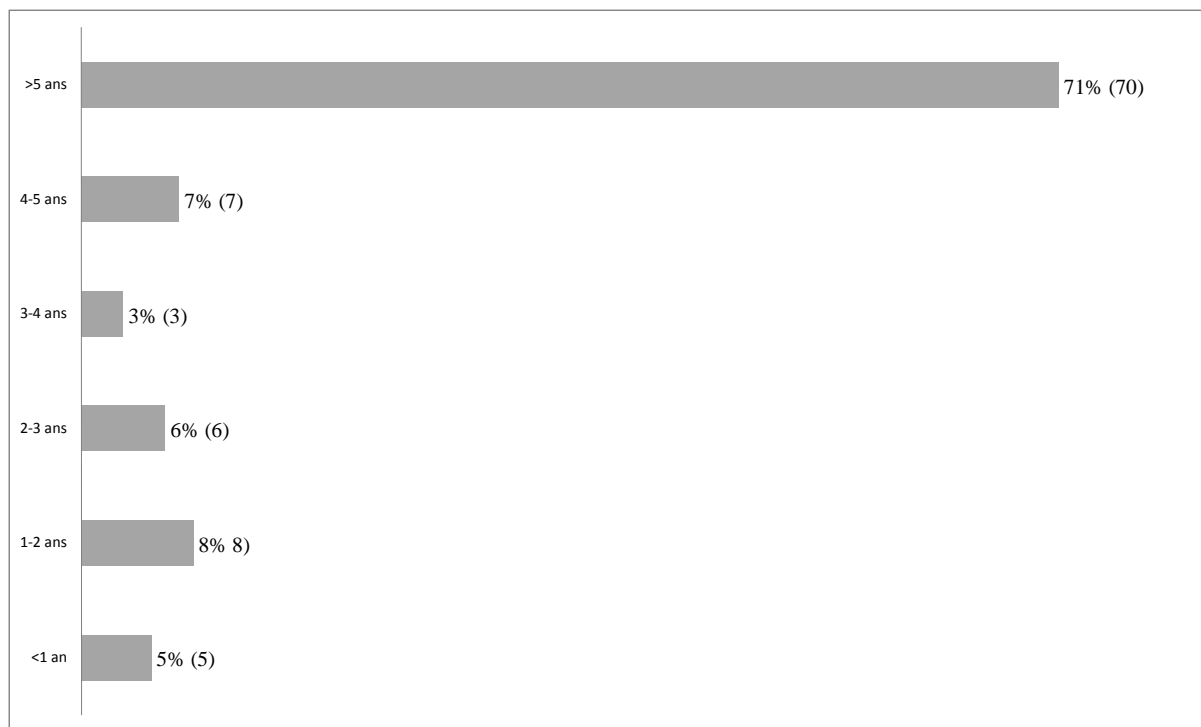 >5 ans 71% (70)
4-5 ans 7% (7)
3-4 ans 3% (3)
2-3 ans 6% (6)
1-2 ans 8% 8)
<1 an 5% (5)